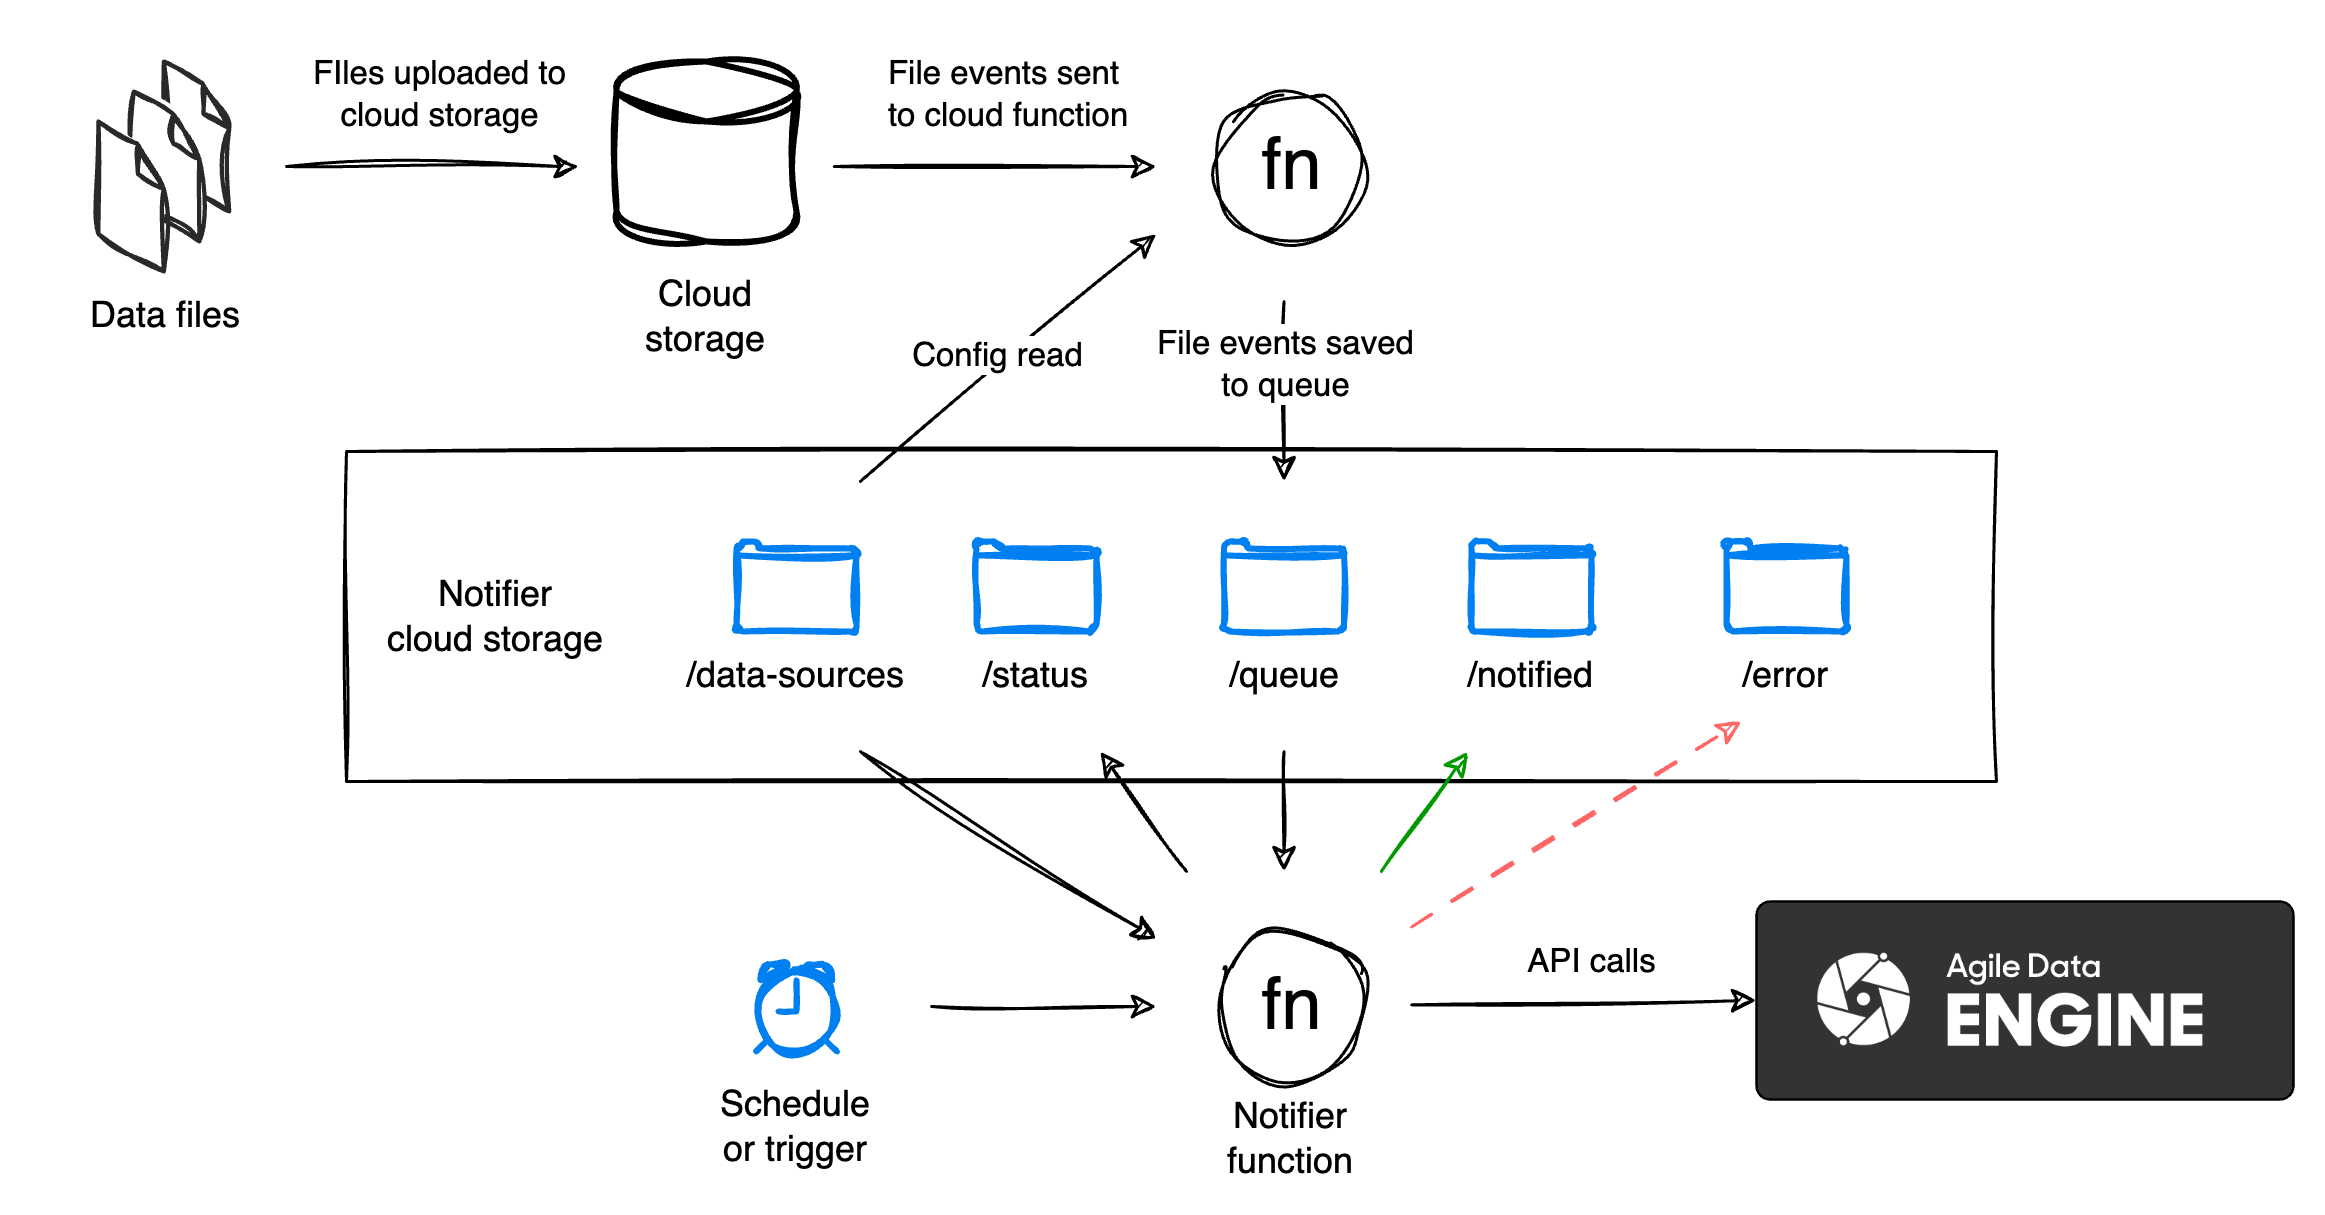 FIles uploaded to
cloud storage
File events sent
to cloud function
fn
Data files
Cloud
storage
Config read
File events saved
to queue
Notifier
cloud storage
/data-sources
/status
/queue
/notified
/error
Schedule
or trigger
fn
Notifier
function
API calls
Agile Data
ENGINE